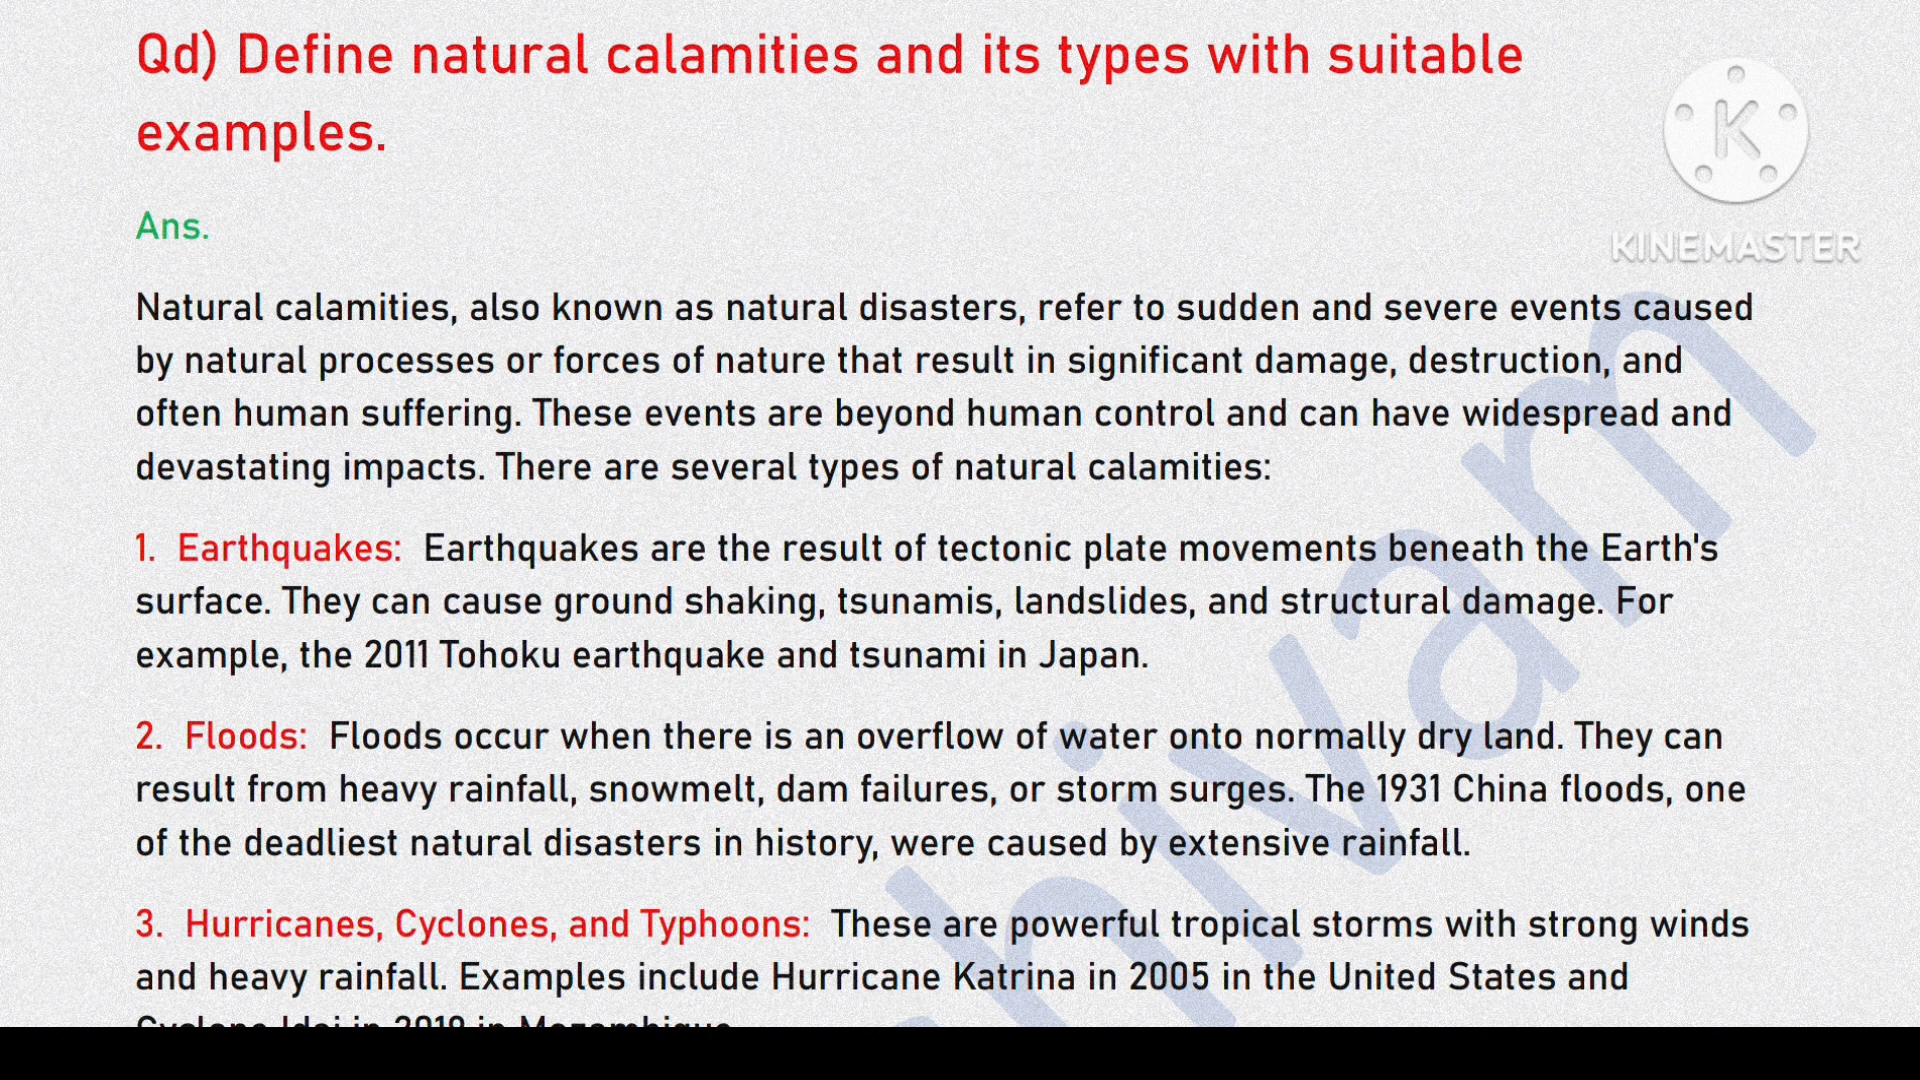 Qd) Define natural calamities and its types with suitable
examples.
K
KINEMASTER
Ans.
Natural calamities, also known as natural disasters, refer to sudden and severe events caused
by natural processes or forces of nature that result in significant damage, destruction, and
often human suffering. These events are beyond human control and can have widespread and
devastating impacts. There are several types of natural calamities:
1. Earthquakes: Earthquakes are the result of tectonic plate movements beneath the Earth's
surface. They can cause ground shaking, tsunamis, landslides, and structural damage. For
example, the 2011 Tohoku earthquake and tsunami in Japan.
2. Floods: Floods occur when there is an overflow of water onto normally dry land. They can
result from heavy rainfall, snowmelt, dam failures, or storm surges. The 1931 China floods, one
of the deadliest natural disasters in history, were caused by extensive rainfall.
3. Hurricanes, Cyclones, and Typhoons: These are powerful tropical storms with strong winds
and heavy rainfall. Examples include Hurricane Katrina in 2005 in the United States and
Cyclone Idai in 2019 in Mozambique.